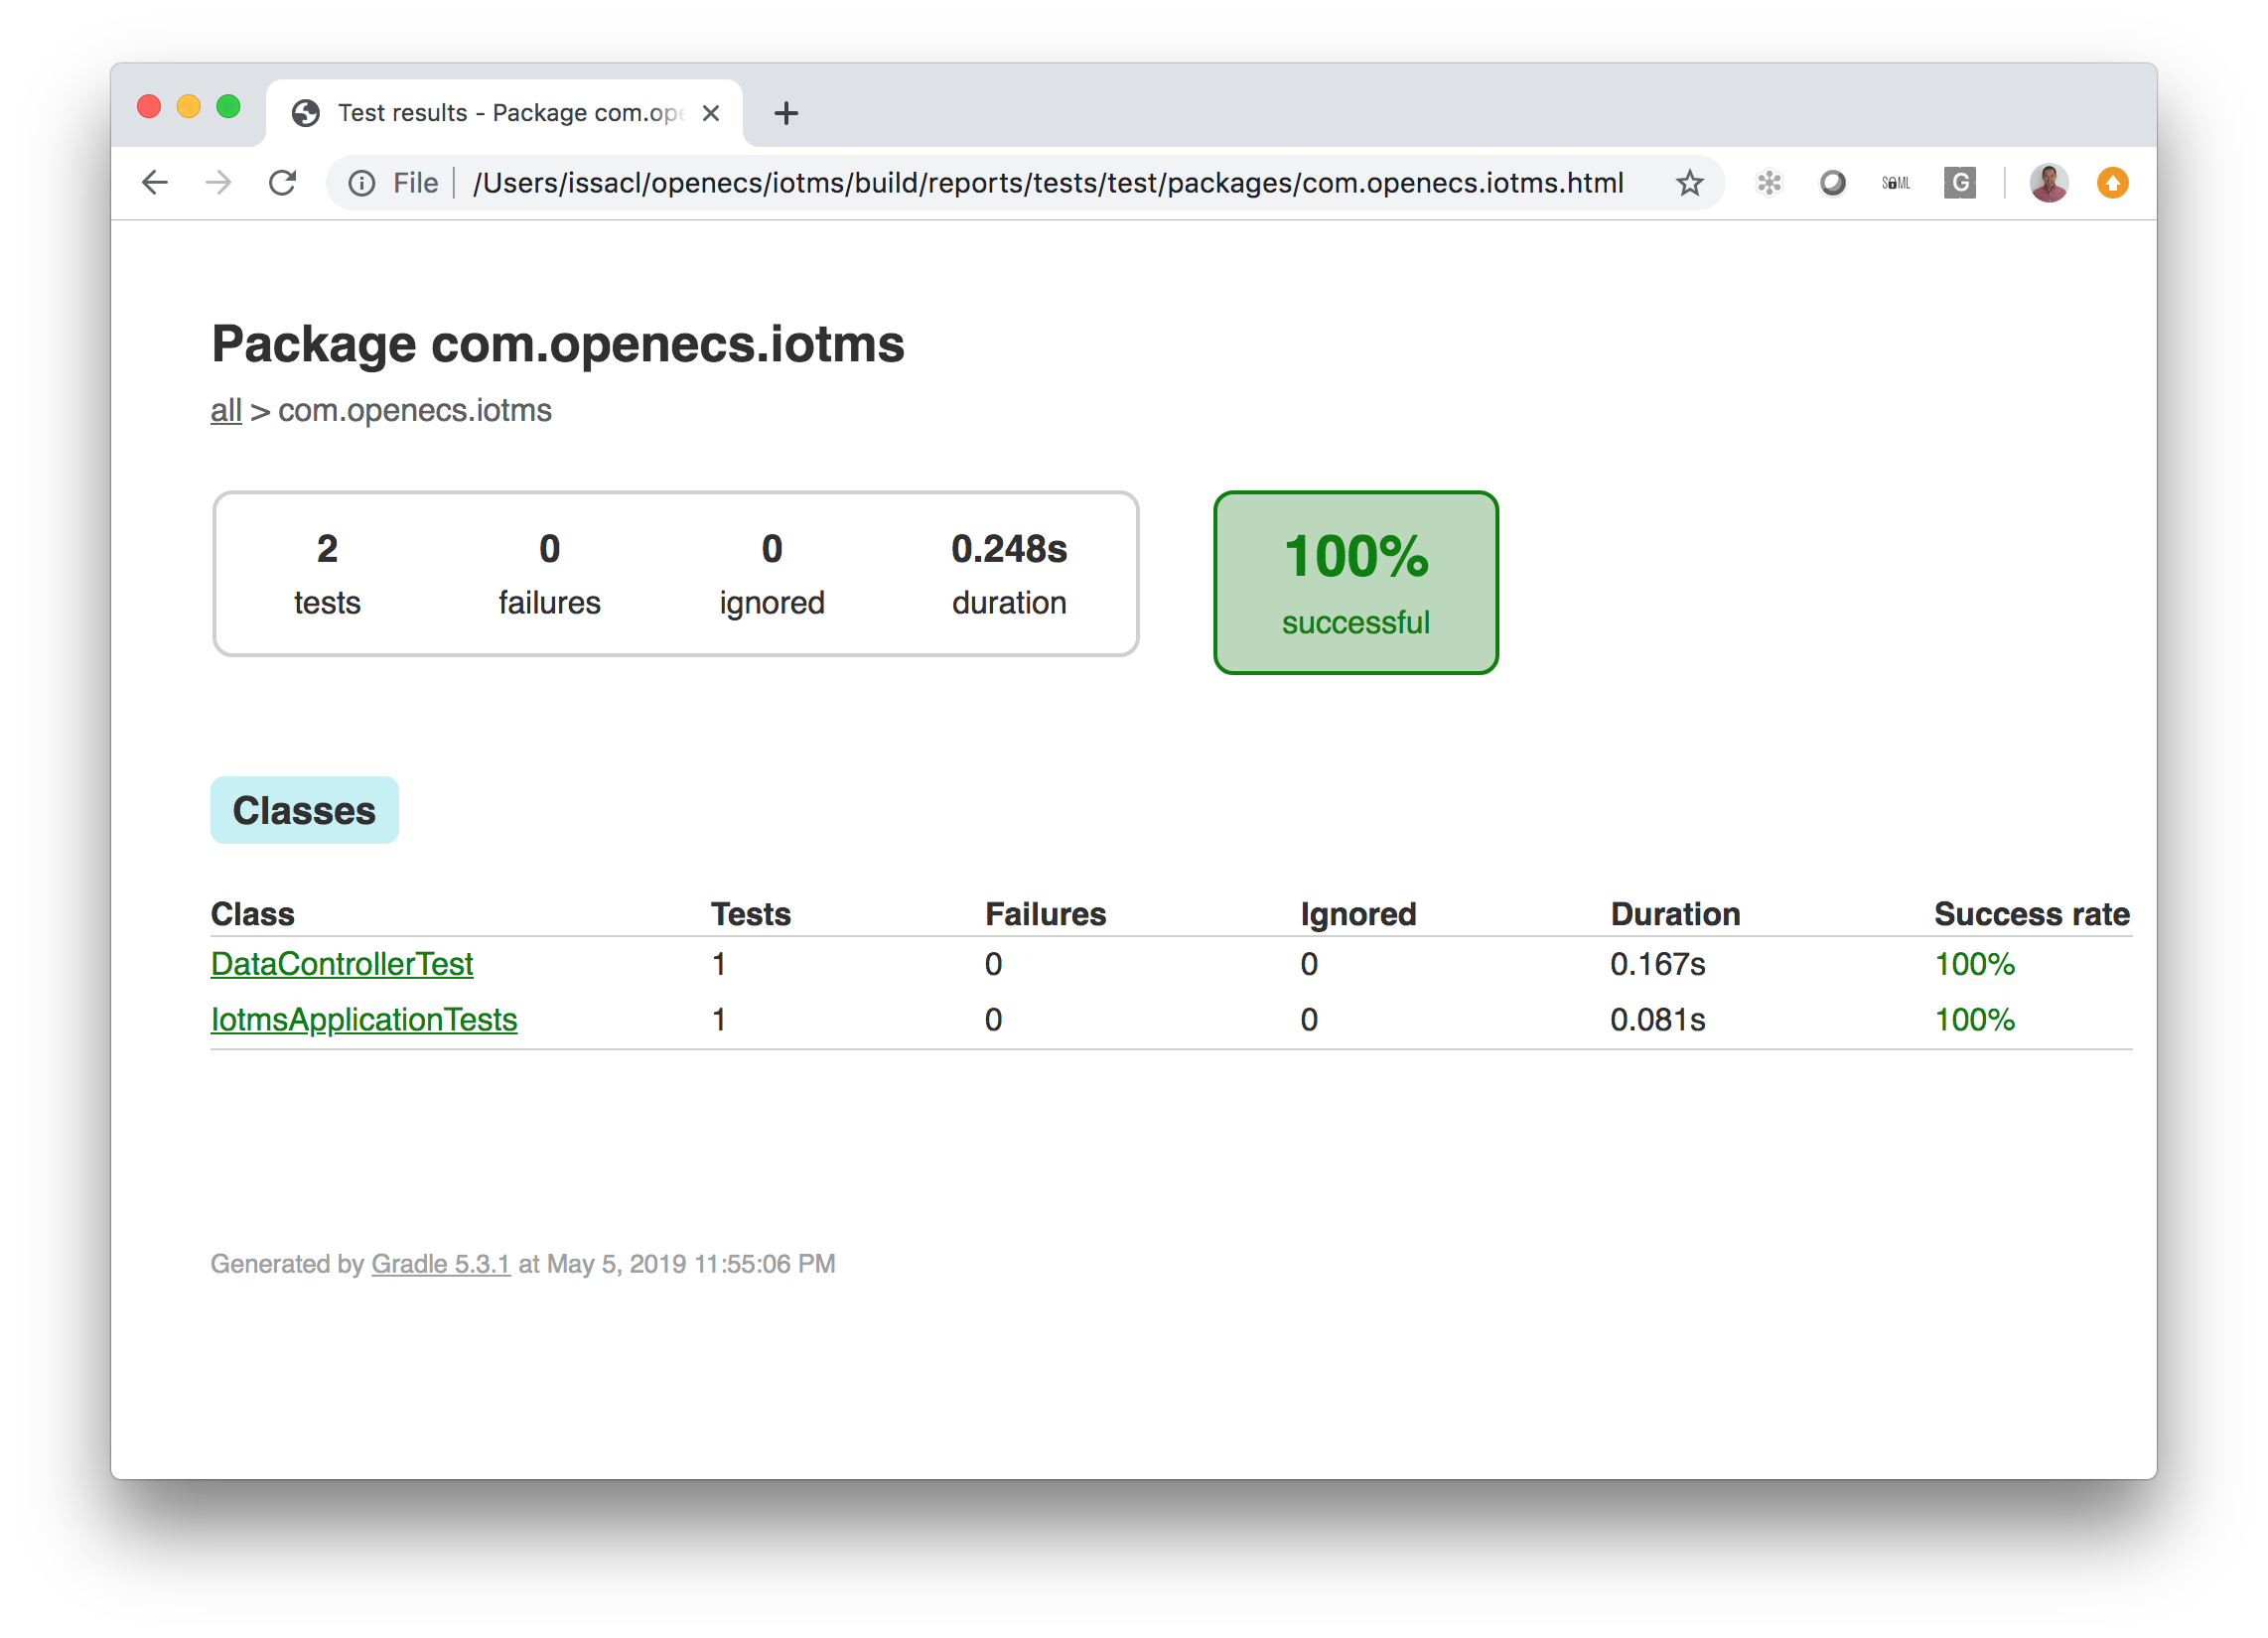 Test results - Package com.ope
File /Users/issacl/openecs/iotms/build/reports/tests/test/packages/com.openecs.iotms.html
SAML
G
Package com.openecs.iotms
all > com.openecs.iotms
2 0 0 0.248s
tests failures ignored duration
100%
successful
Classes
Class Tests Failures Ignored Duration Success rate
DataControllerTest 1 0 0 0.167s 100%
IotmsApplicationTests 1 0 0 0.081s 100%
Generated by Gradle 5.3.1 at May 5, 2019 11:55:06 PM